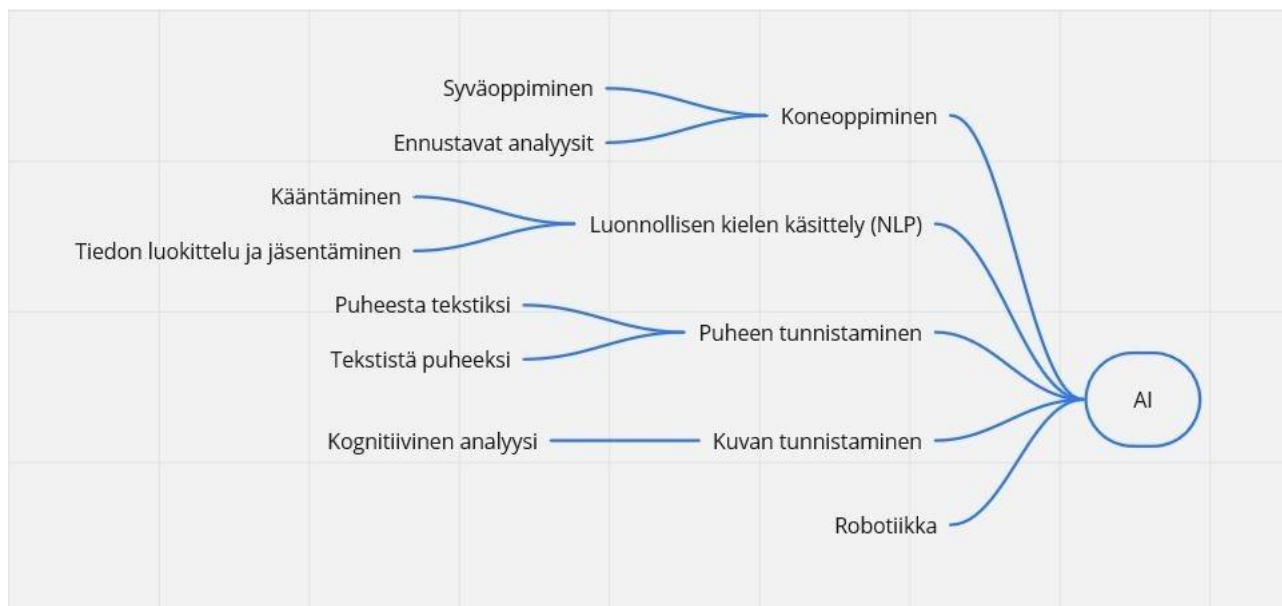 Syväoppiminen
Koneoppiminen
Ennustavat analyysit
Kääntäminen
Luonnollisen kielen käsittely (NLP)
Tiedon luokittelu ja jäsentäminen
Puheesta tekstiksi
Puheen tunnistaminen
Tekstistä puheeksi
AI
Kognitiivinen analyysi
Kuvan tunnistaminen
Robotiikka